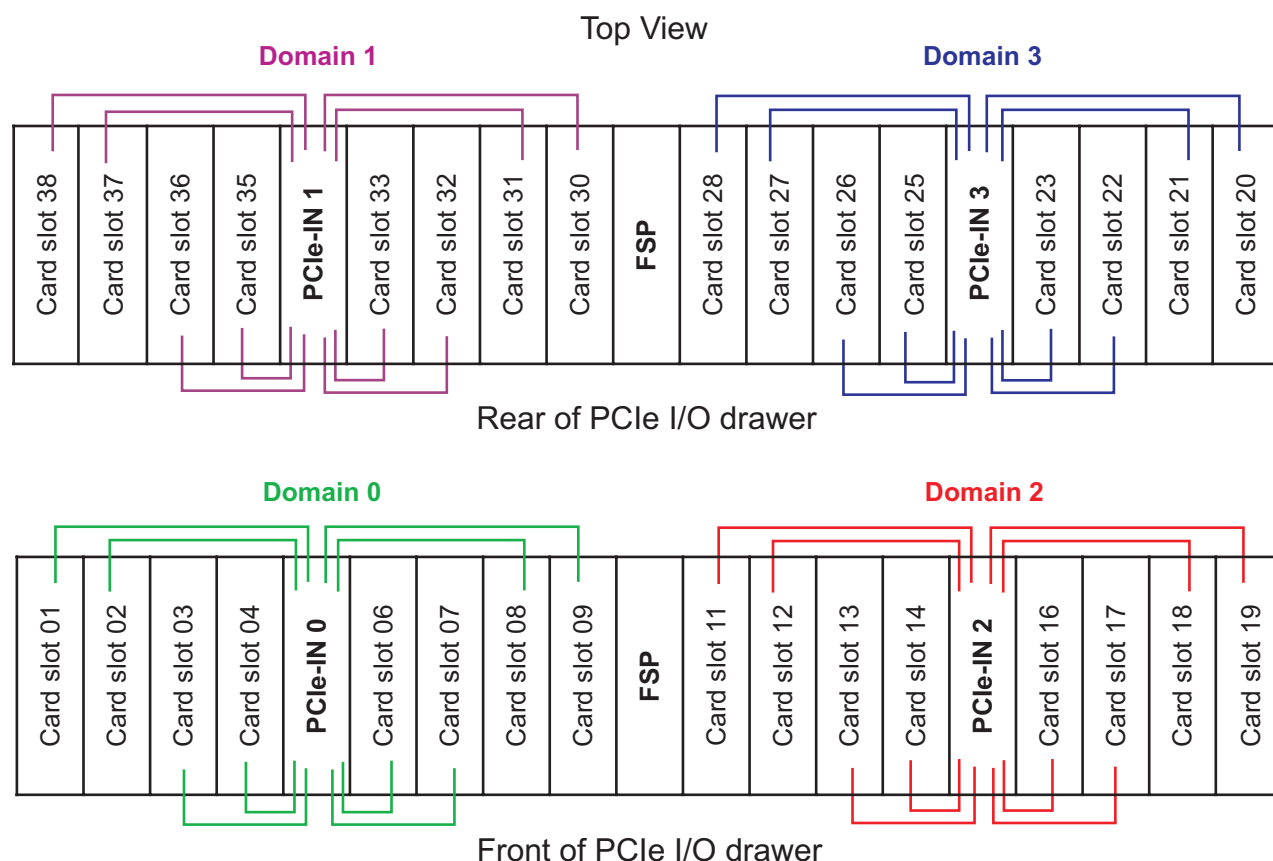 Top View
Domain 1
Domain 3
Card slot 38
Card slot 37
Card slot 36
Card slot 35
PCIe-IN 1
Card slot 33
Card slot 32
Card slot 31
Card slot 30
FSP
Card slot 28
Card slot 27
Card slot 26
Card slot 25
PCIe-IN 3
Card slot 23
Card slot 22
Card slot 21
Card slot 20
Rear of PCIe I/O drawer
Domain 0
Domain 2
Card slot 01
Card slot 02
Card slot 03
Card slot 04
PCIe-IN 0
Card slot 06
Card slot 07
Card slot 08
Card slot 09
FSP
Card slot 11
Card slot 12
Card slot 13
Card slot 14
PCIe-IN 2
Card slot 16
Card slot 17
Card slot 18
Card slot 19
Front of PCIe I/O drawer